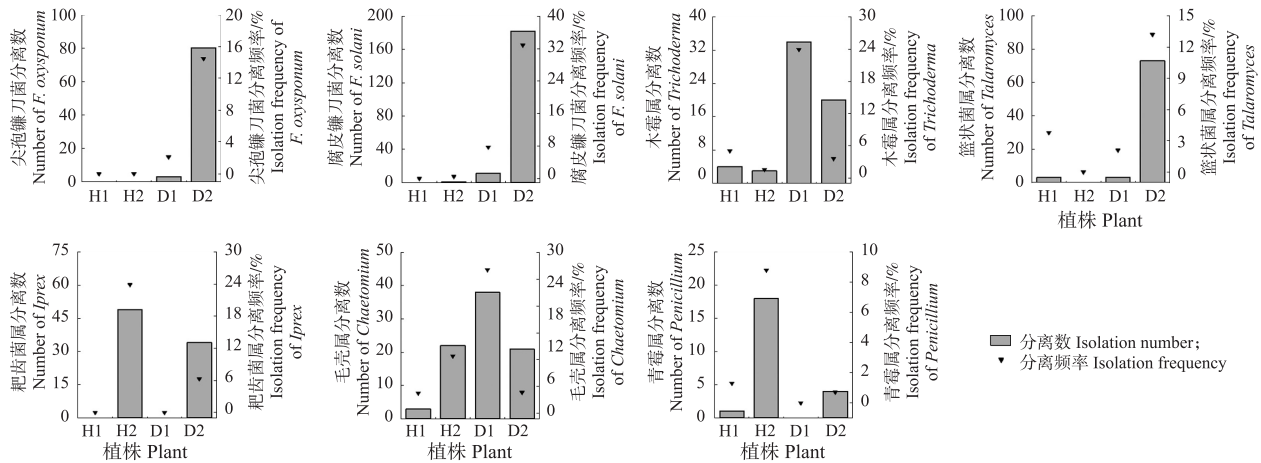 尖孢镰刀菌分离数
Number of F. oxysponum
100
80
60
40
20
0
20
16
12
8
4
0
尖孢镰刀菌分离频率/%
Isolation frequency of
F. oxysponum
H1 H2 D1 D2
腐皮镰刀菌分离数
Number of F. solani
200
160
120
80
40
0
40
32
24
16
8
0
腐皮镰刀菌分离频率/%
Isolation frequency
of F. solani
H1 H2 D1 D2
木霉属分离数
Number of Trichoderma
40
32
24
16
8
0
30
24
18
12
6
0
木霉属分离频率/%
Isolation frequency
of Trichoderma
H1 H2 D1 D2
篮状菌属分离数
Number of Talaromyces
100
80
60
40
20
0
15
12
9
6
3
0
篮状菌属分离频率/%
Isolation frequency
of Talaromyces
H1 H2 D1 D2
植株 Plant
耙齿菌属分离数
Number of Iprex
75
60
45
30
15
0
30
24
18
12
6
0
耙齿菌属分离频率/%
Isolation frequency
of Iprex
H1 H2 D1 D2
植株 Plant
毛壳属分离数
Number of Chaetomium
50
40
30
20
10
0
30
24
18
12
6
0
毛壳属分离频率/%
Isolation frequency
of Chaetomium
H1 H2 D1 D2
植株 Plant
青霉属分离数
Number of Penicillium
25
20
15
10
5
0
10
8
6
4
2
0
青霉属分离频率/%
Isolation frequency
of Penicillium
H1 H2 D1 D2
植株 Plant
分离数 Isolation number；
分离频率 Isolation frequency